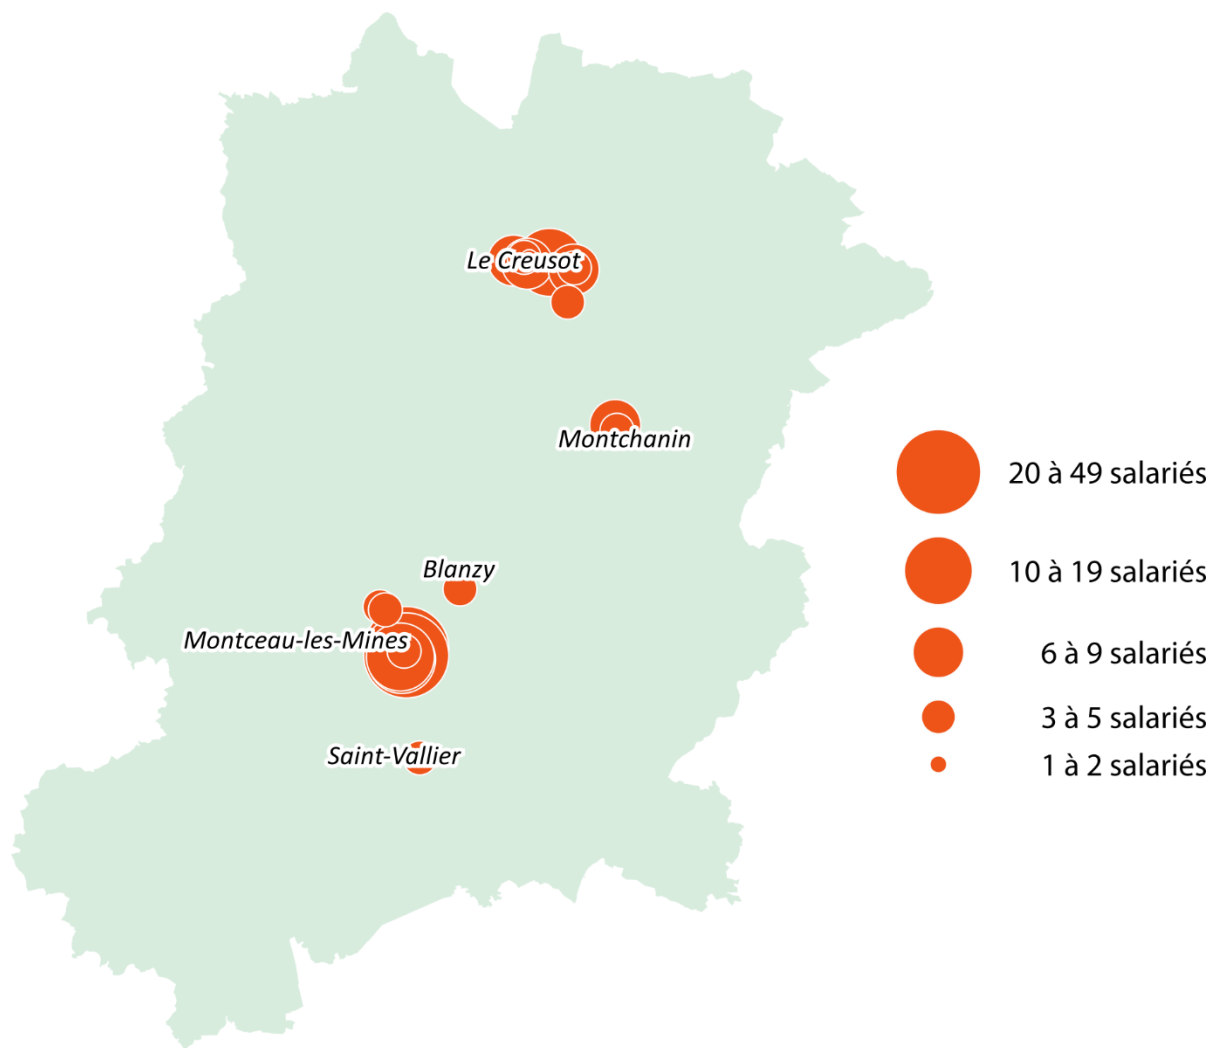 Le Creusot
Montchanin
Blanzy
Montceau-les-Mines
Saint-Vallier
20 à 49 salariés
10 à 19 salariés
6 à 9 salariés
3 à 5 salariés
1 à 2 salariés